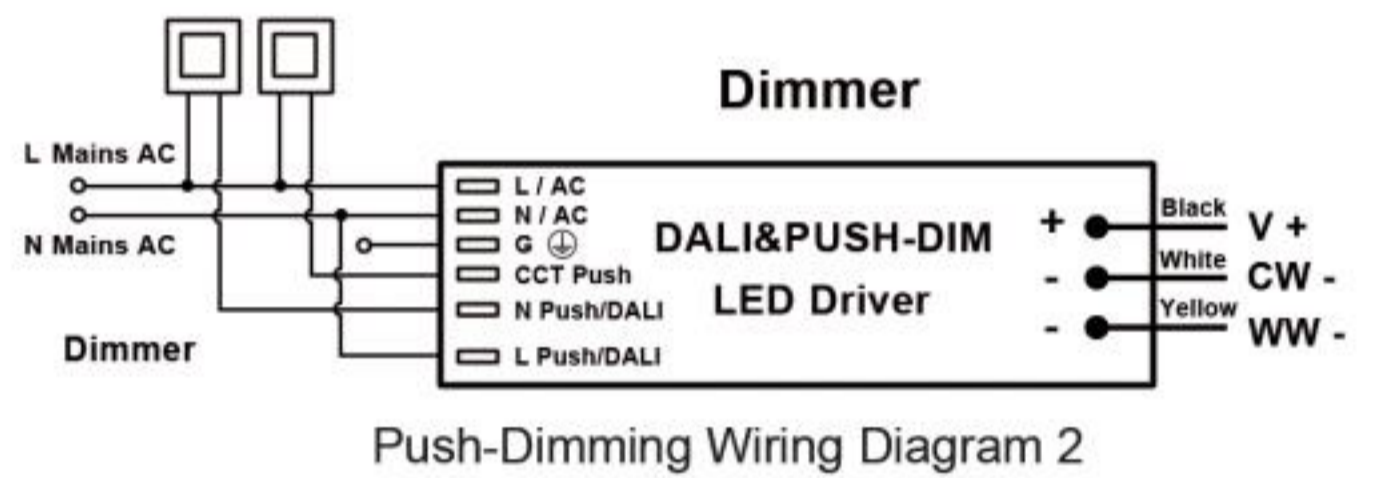 Dimmer
L Mains AC
N Mains AC
Dimmer
L / AC
N / AC
G
CCT Push
N Push/DALI
L Push/DALI
DALI&PUSH-DIM
LED Driver
+ Black V +
- White CW -
- Yellow WW -
Push-Dimming Wiring Diagram 2